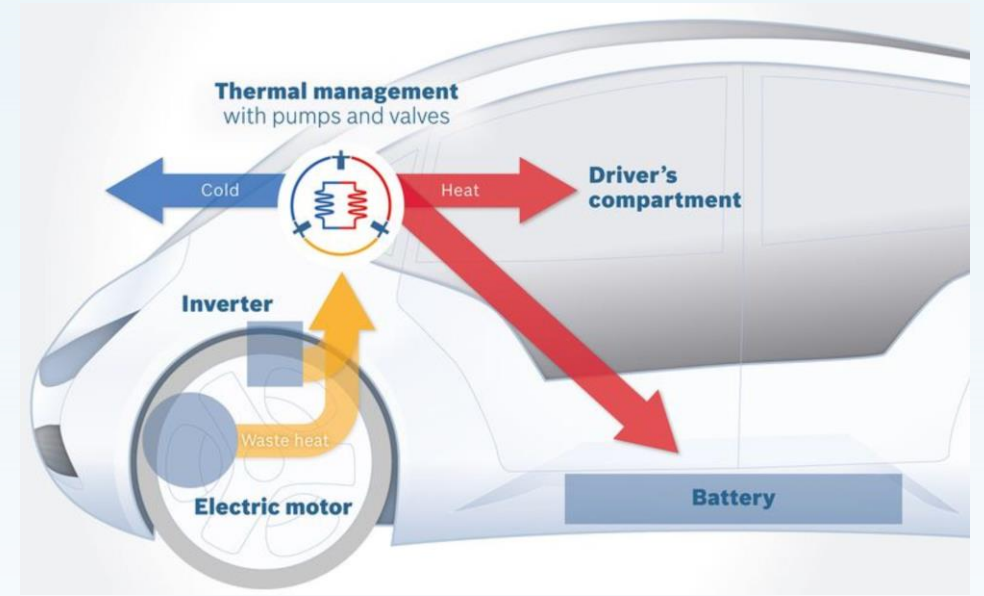 Thermal management
with pumps and valves
Cold
Heat
Driver's
compartment
Inverter
Waste heat
Electric motor
Battery